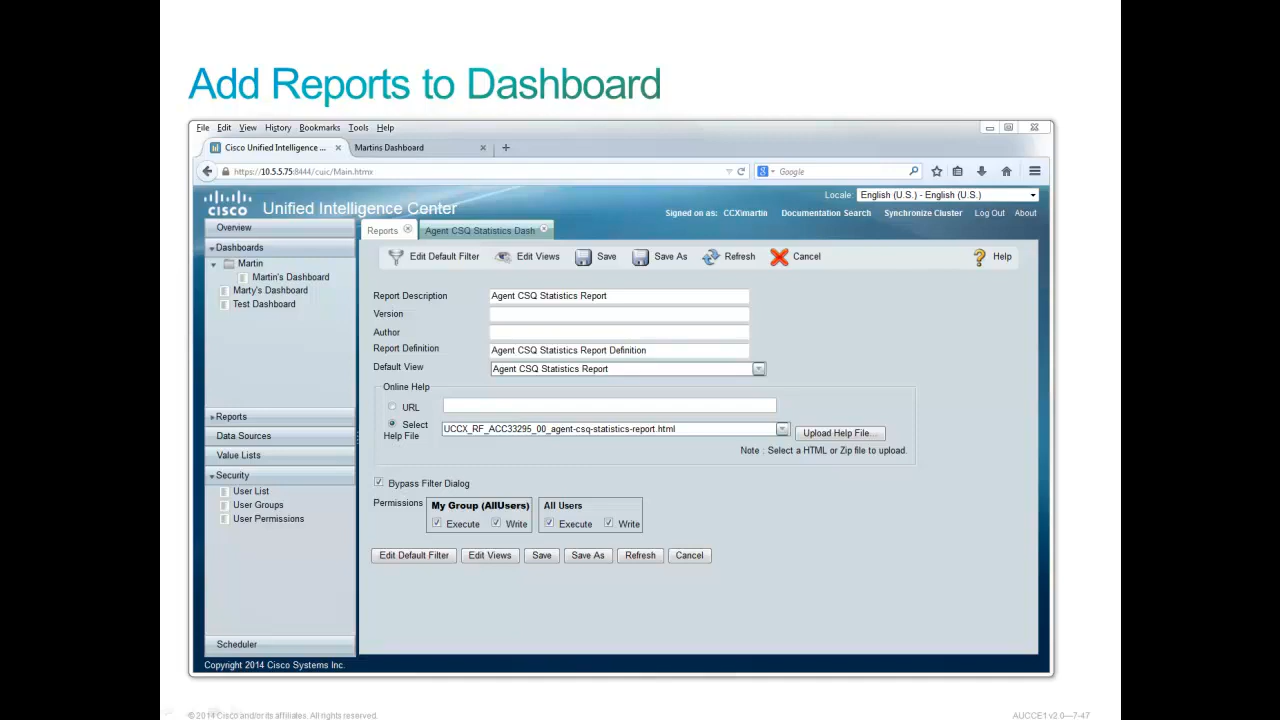 Add Reports to Dashboard
File Edit View History Bookmarks Tools Help
Cisco Unified Intelligence ... × Martins Dashboard × +
https://10.5.5.75:8444/cuic/Main.htmx Google
Locale: English (U.S.) - English (U.S.)
CISCO Unified Intelligence Center
Signed on as: CCX\martin Documentation Search Synchronize Cluster Log Out About
Overview
Dashboards
Martin
Martin's Dashboard
Marty's Dashboard
Test Dashboard
Reports
Data Sources
Value Lists
Security
User List
User Groups
User Permissions
Scheduler
Reports Agent CSQ Statistics Dash
Edit Default Filter Edit Views Save Save As Refresh Cancel Help
Report Description Agent CSQ Statistics Report
Version
Author
Report Definition Agent CSQ Statistics Report Definition
Default View Agent CSQ Statistics Report
Online Help
URL
Select
Help File
UCCX_RF_ACC33295_00_agent-csq-statistics-report.html Upload Help File...
Note : Select a HTML or Zip file to upload.
Bypass Filter Dialog
Permissions
My Group (AllUsers) All Users
Execute Write Execute Write
Edit Default Filter Edit Views Save Save As Refresh Cancel
Copyright 2014 Cisco Systems Inc.
© 2014 Cisco and/or its affiliates. All rights reserved. AUCCE1 v2.0—7-47